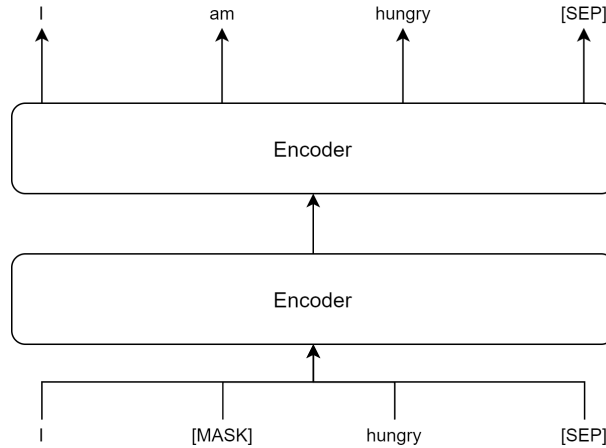 I am hungry [SEP]
Encoder
Encoder
I [MASK] hungry [SEP]